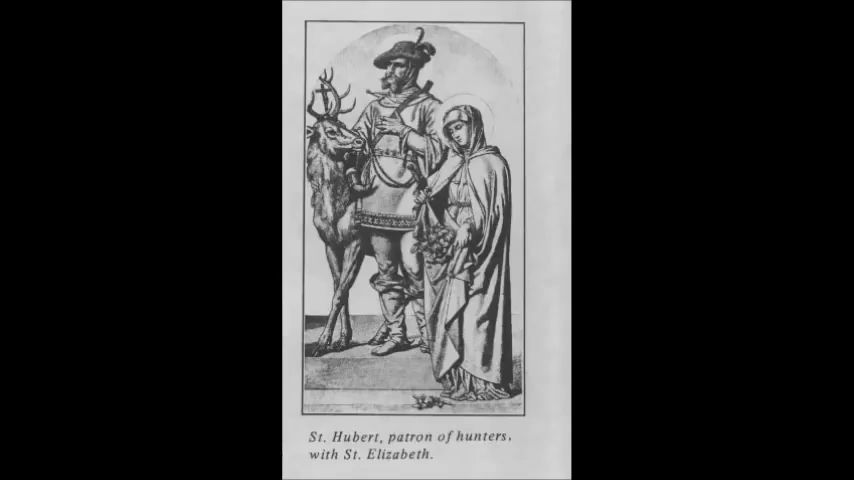 St. Hubert, patron of hunters,
with St. Elizabeth.